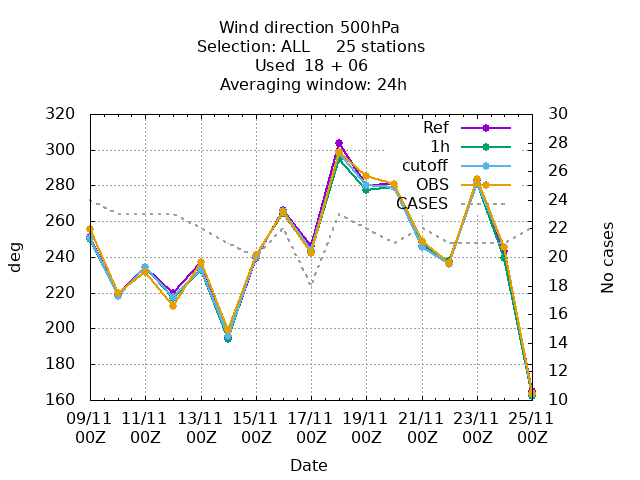 Wind direction 500hPa
Selection: ALL     25 stations
Used  18 + 06
Averaging window: 24h
320
300
280
260
240
220
200
180
160
30
28
26
24
22
20
18
16
14
12
10
Ref
1h
cutoff
OBS
CASES
deg
No cases
09/11 11/11 13/11 15/11 17/11 19/11 21/11 23/11 25/11
00Z 00Z 00Z 00Z 00Z 00Z 00Z 00Z 00Z
Date